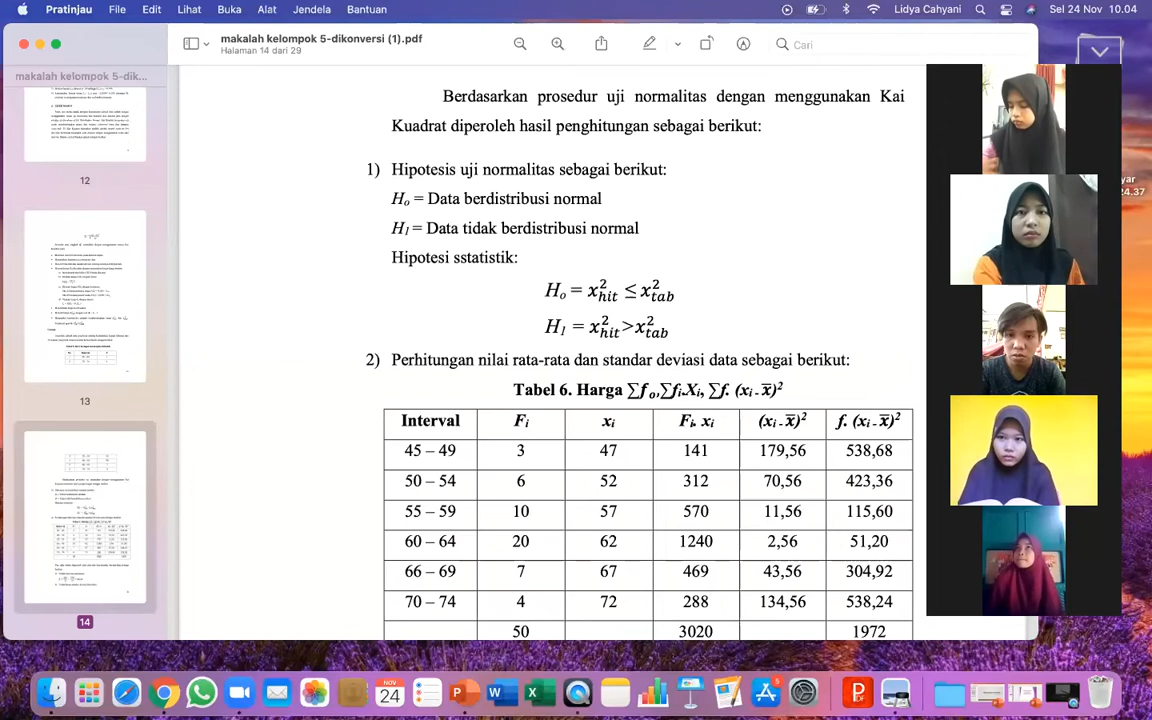 Pratinjau File Edit Lihat Buka Alat Jendela Bantuan Lidya Cahyani Sel 24 Nov 10.04
makalah kelompok 5-dikonversi (1).pdf
Halaman 14 dari 29
Cari
makalah kelompok 5-dik...
12
13
14
Berdasarkan prosedur uji normalitas dengan menggunakan Kai
Kuadrat diperoleh hasil penghitungan sebagai berikut:
1) Hipotesis uji normalitas sebagai berikut:
Hₒ = Data berdistribusi normal
H₁ = Data tidak berdistribusi normal
Hipotesi sstatistik:
Hₒ = x²hit ≤ x²tab
H₁ = x²hit > x²tab
2) Perhitungan nilai rata-rata dan standar deviasi data sebagai berikut:
Tabel 6. Harga ∑fₒ, ∑fᵢ.Xᵢ, ∑f. (xᵢ - x̅)²
Interval Fᵢ xᵢ Fᵢ. xᵢ (xᵢ - x̅)² f. (xᵢ - x̅)²
45 – 49 3 47 141 179,56 538,68
50 – 54 6 52 312 70,56 423,36
55 – 59 10 57 570 11,56 115,60
60 – 64 20 62 1240 2,56 51,20
66 – 69 7 67 469 43,56 304,92
70 – 74 4 72 288 134,56 538,24
50 3020 1972
yar
24.37
NOV
24
5